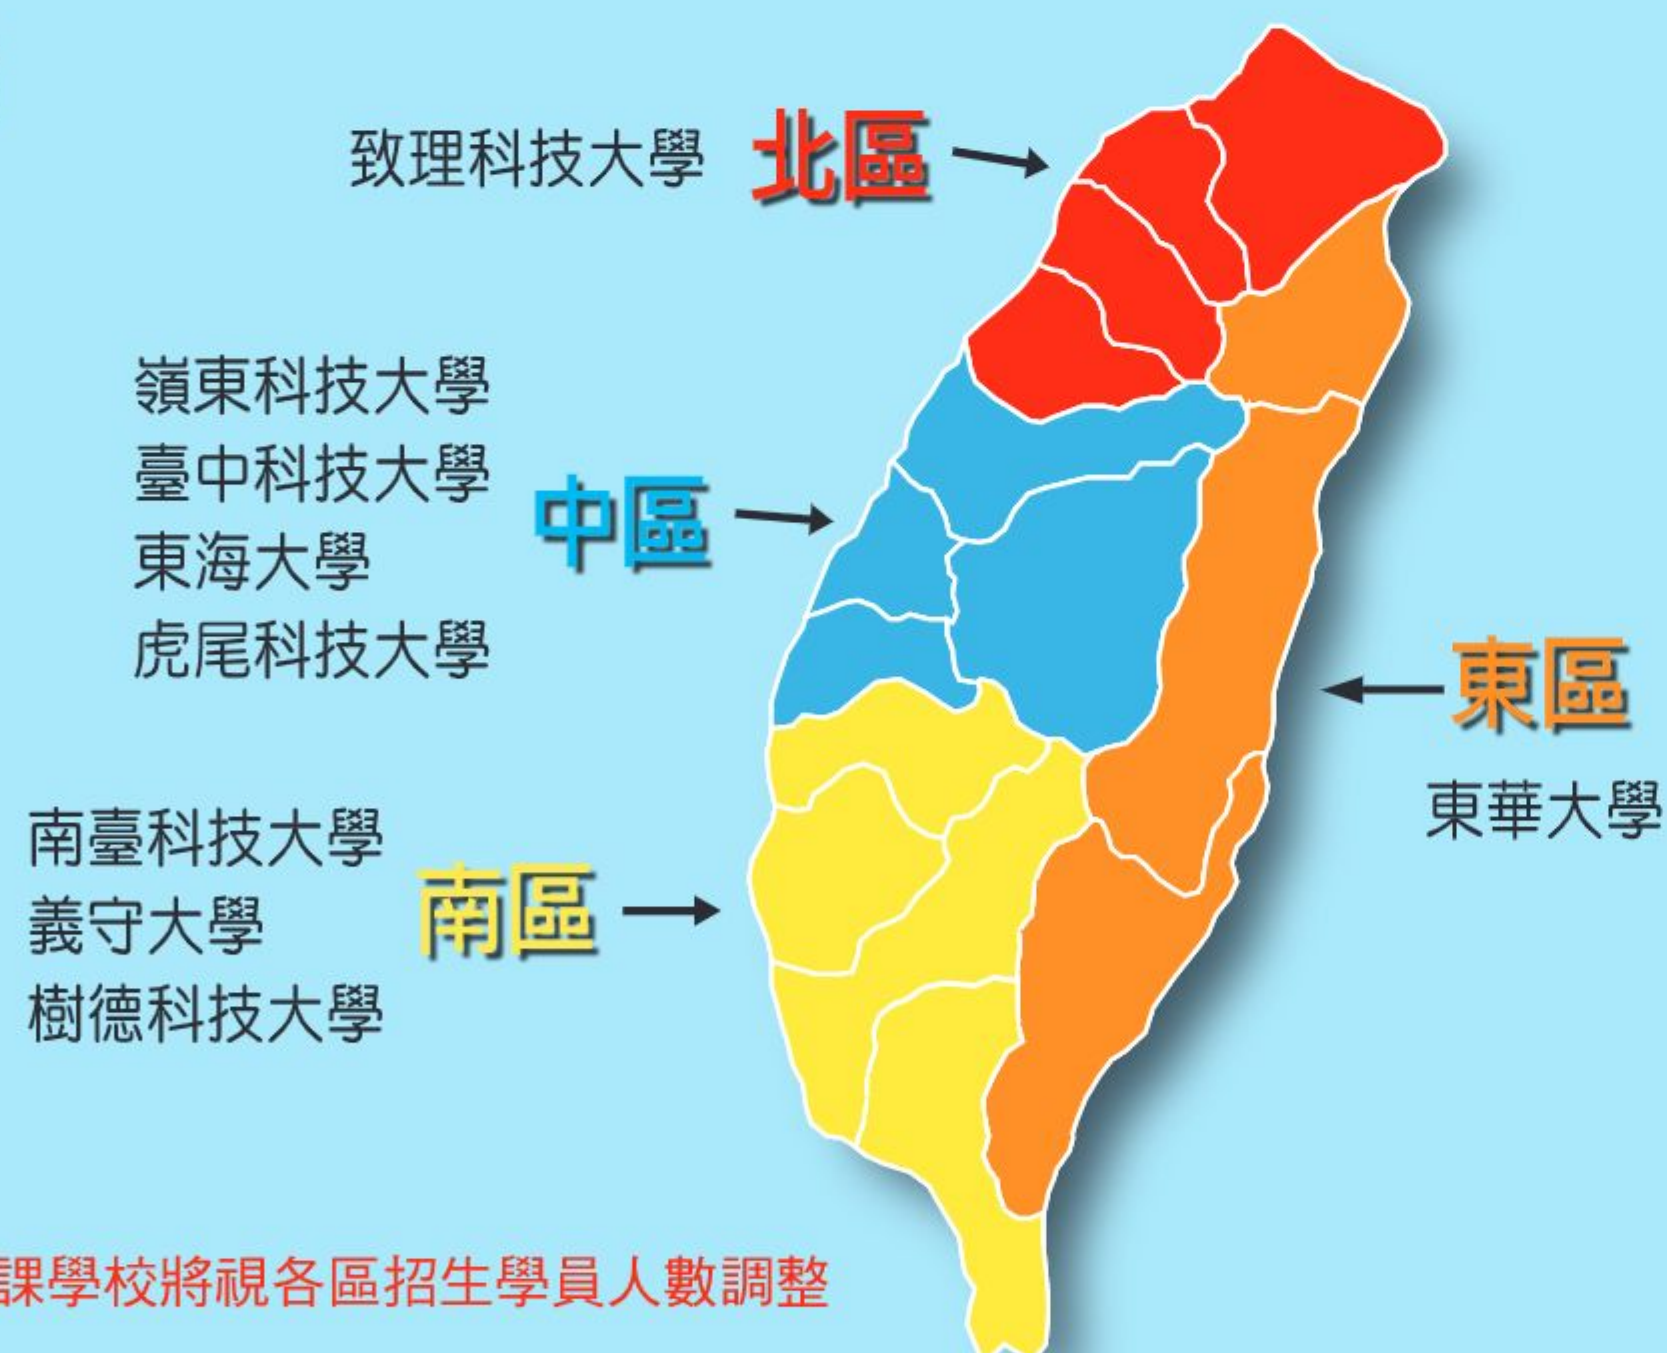 致理科技大學 北區
嶺東科技大學
臺中科技大學
東海大學
虎尾科技大學
中區
東區
東華大學
南臺科技大學
義守大學
樹德科技大學
南區
課學校將視各區招生學員人數調整